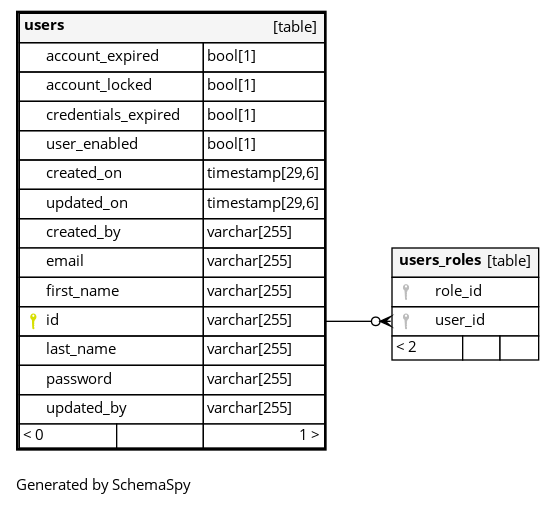 users [table]
account_expired bool[1]
account_locked bool[1]
credentials_expired bool[1]
user_enabled bool[1]
created_on timestamp[29,6]
updated_on timestamp[29,6]
created_by varchar[255]
email varchar[255]
first_name varchar[255]
id varchar[255]
last_name varchar[255]
password varchar[255]
updated_by varchar[255]
< 0 1 >
users_roles [table]
role_id
user_id
< 2
Generated by SchemaSpy